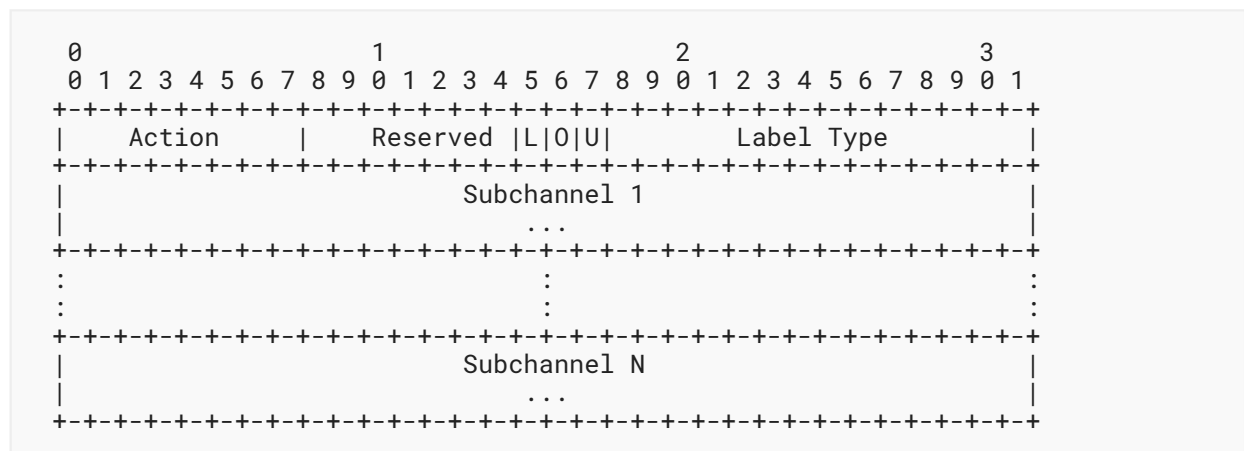 0                   1                   2                   3
 0 1 2 3 4 5 6 7 8 9 0 1 2 3 4 5 6 7 8 9 0 1 2 3 4 5 6 7 8 9 0 1
+-+-+-+-+-+-+-+-+-+-+-+-+-+-+-+-+-+-+-+-+-+-+-+-+-+-+-+-+-+-+-+-+
|    Action     |    Reserved |L|O|U|        Label Type         |
+-+-+-+-+-+-+-+-+-+-+-+-+-+-+-+-+-+-+-+-+-+-+-+-+-+-+-+-+-+-+-+-+
|                          Subchannel 1                         |
|                              ...                              |
+-+-+-+-+-+-+-+-+-+-+-+-+-+-+-+-+-+-+-+-+-+-+-+-+-+-+-+-+-+-+-+-+
:                               :                               :
:                               :                               :
+-+-+-+-+-+-+-+-+-+-+-+-+-+-+-+-+-+-+-+-+-+-+-+-+-+-+-+-+-+-+-+-+
|                          Subchannel N                         |
|                              ...                              |
+-+-+-+-+-+-+-+-+-+-+-+-+-+-+-+-+-+-+-+-+-+-+-+-+-+-+-+-+-+-+-+-+